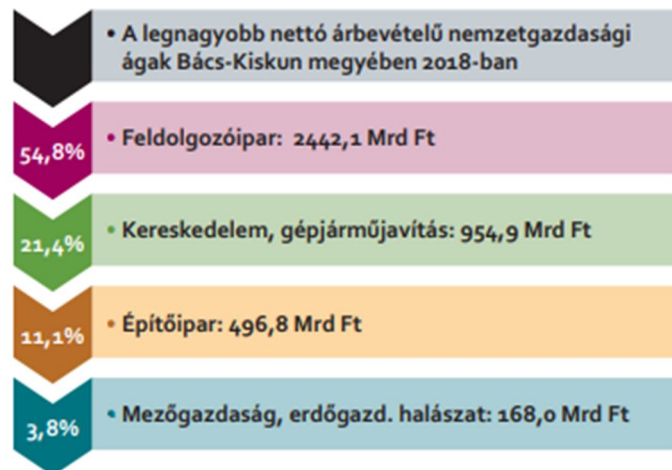 • A legnagyobb nettó árbevételű nemzetgazdasági
ágak Bács-Kiskun megyében 2018-ban
54,8%
• Feldolgozóipar: 2442,1 Mrd Ft
21,4%
• Kereskedelem, gépjárműjavítás: 954,9 Mrd Ft
11,1%
• Építőipar: 496,8 Mrd Ft
3,8%
• Mezőgazdaság, erdőgazd. halászat: 168,0 Mrd Ft